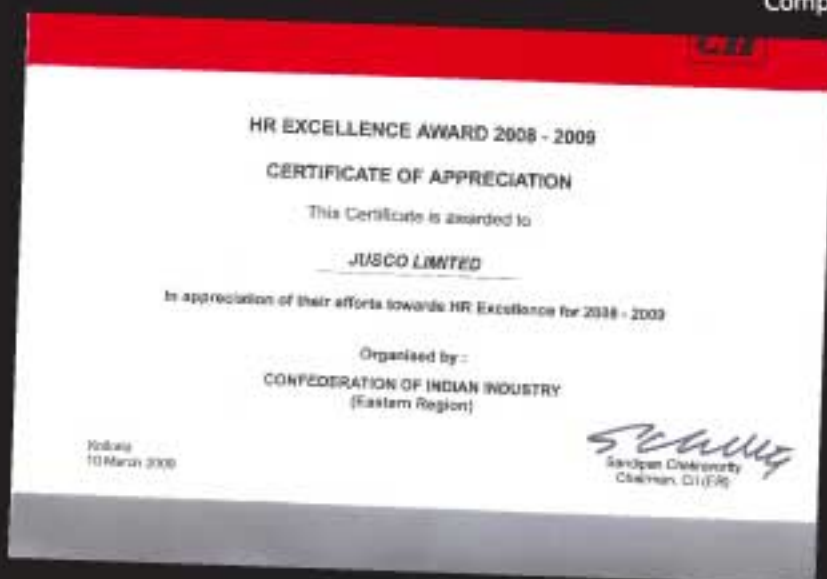 Comp
CII
HR EXCELLENCE AWARD 2008 - 2009
CERTIFICATE OF APPRECIATION
This Certificate is awarded to
JUSCO LIMITED
In appreciation of their efforts towards HR Excellence for 2008 - 2009
Organised by :
CONFEDERATION OF INDIAN INDUSTRY
(Eastern Region)
Kolkata
10 March 2009
Sandipan Chakravortty
Chairman, CII (ER)